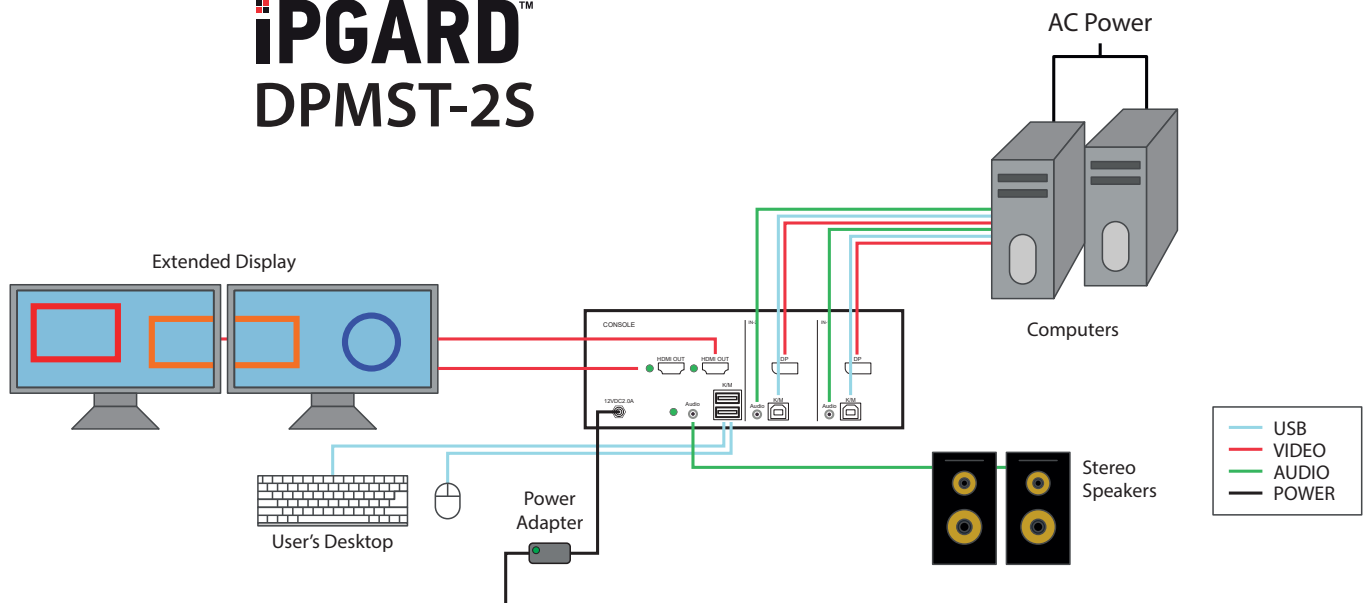 iPGARD™
DPMST-2S
AC Power
Extended Display
Computers
CONSOLE
HDMI OUT
HDMI OUT
DP
DP
K/M
12VDC2.0A
Audio
Audio
K/M
Audio
K/M
USB
VIDEO
AUDIO
POWER
Stereo
Speakers
Power
Adapter
User's Desktop